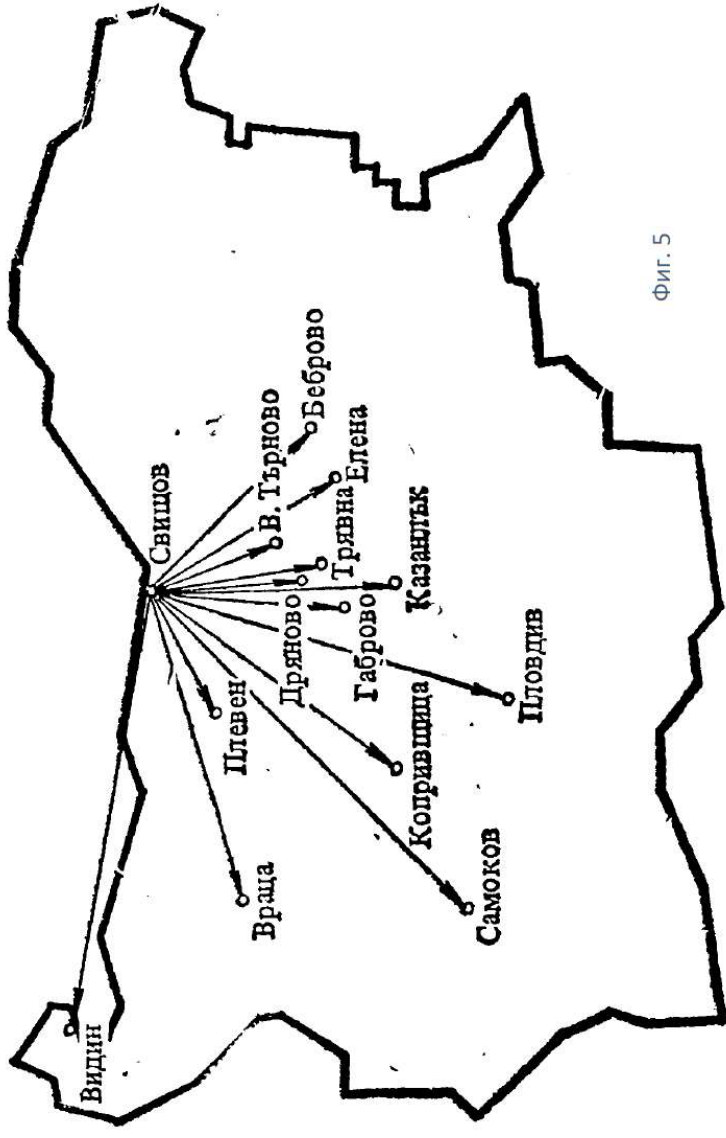 Видин
Свищов
Враца
Плевен
В. Търново
Беброво
Дряново
Елена
Трявна
Габрово
Казанлък
Копривщица
Самоков
Пловдив
Фиг. 5